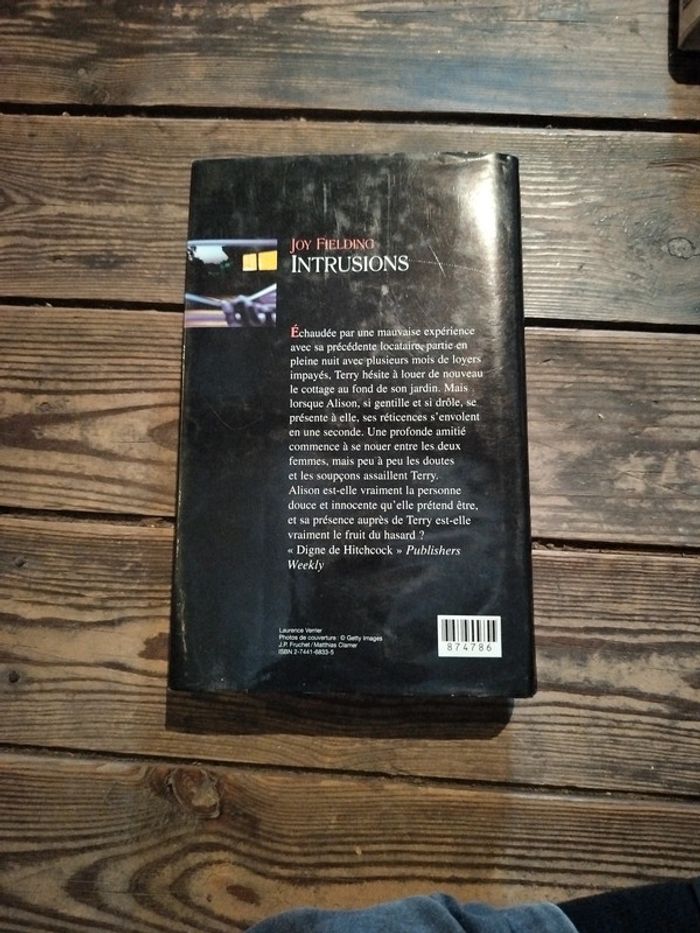 JOY FIELDING
INTRUSIONS
Échaudée par une mauvaise expérience
avec sa précédente locataire, partie en
pleine nuit avec plusieurs mois de loyers
impayés, Terry hésite à louer de nouveau
le cottage au fond de son jardin. Mais
lorsque Alison, si gentille et si drôle, se
présente à elle, ses réticences s'envolent
en une seconde. Une profonde amitié
commence à se nouer entre les deux
femmes, mais peu à peu les doutes
et les soupçons assaillent Terry.
Alison est-elle vraiment la personne
douce et innocente qu'elle prétend être,
et sa présence auprès de Terry est-elle
vraiment le fruit du hasard ?
« Digne de Hitchcock » Publishers
Weekly
Laurence Verrier
Photos de couverture : © Getty Images
J.P. Fruchet / Matthias Clamer
ISBN 2-7441-6833-5
874786